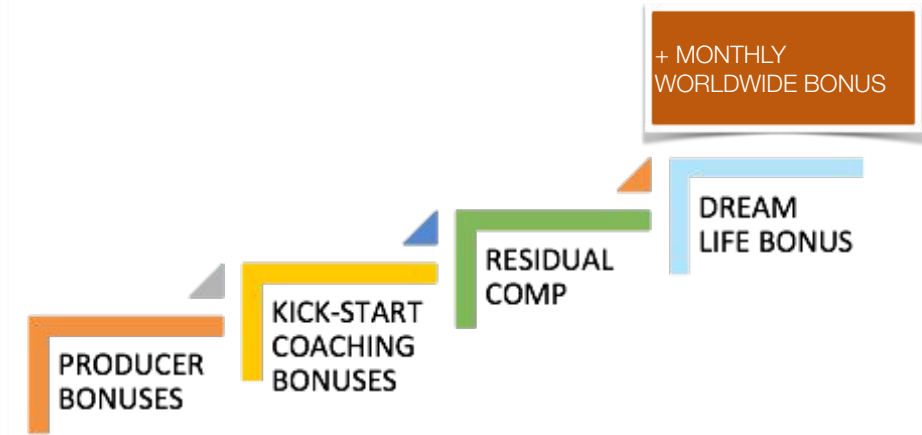 + MONTHLY
WORLDWIDE BONUS
DREAM
LIFE BONUS
RESIDUAL
COMP
KICK-START
COACHING
BONUSES
PRODUCER
BONUSES